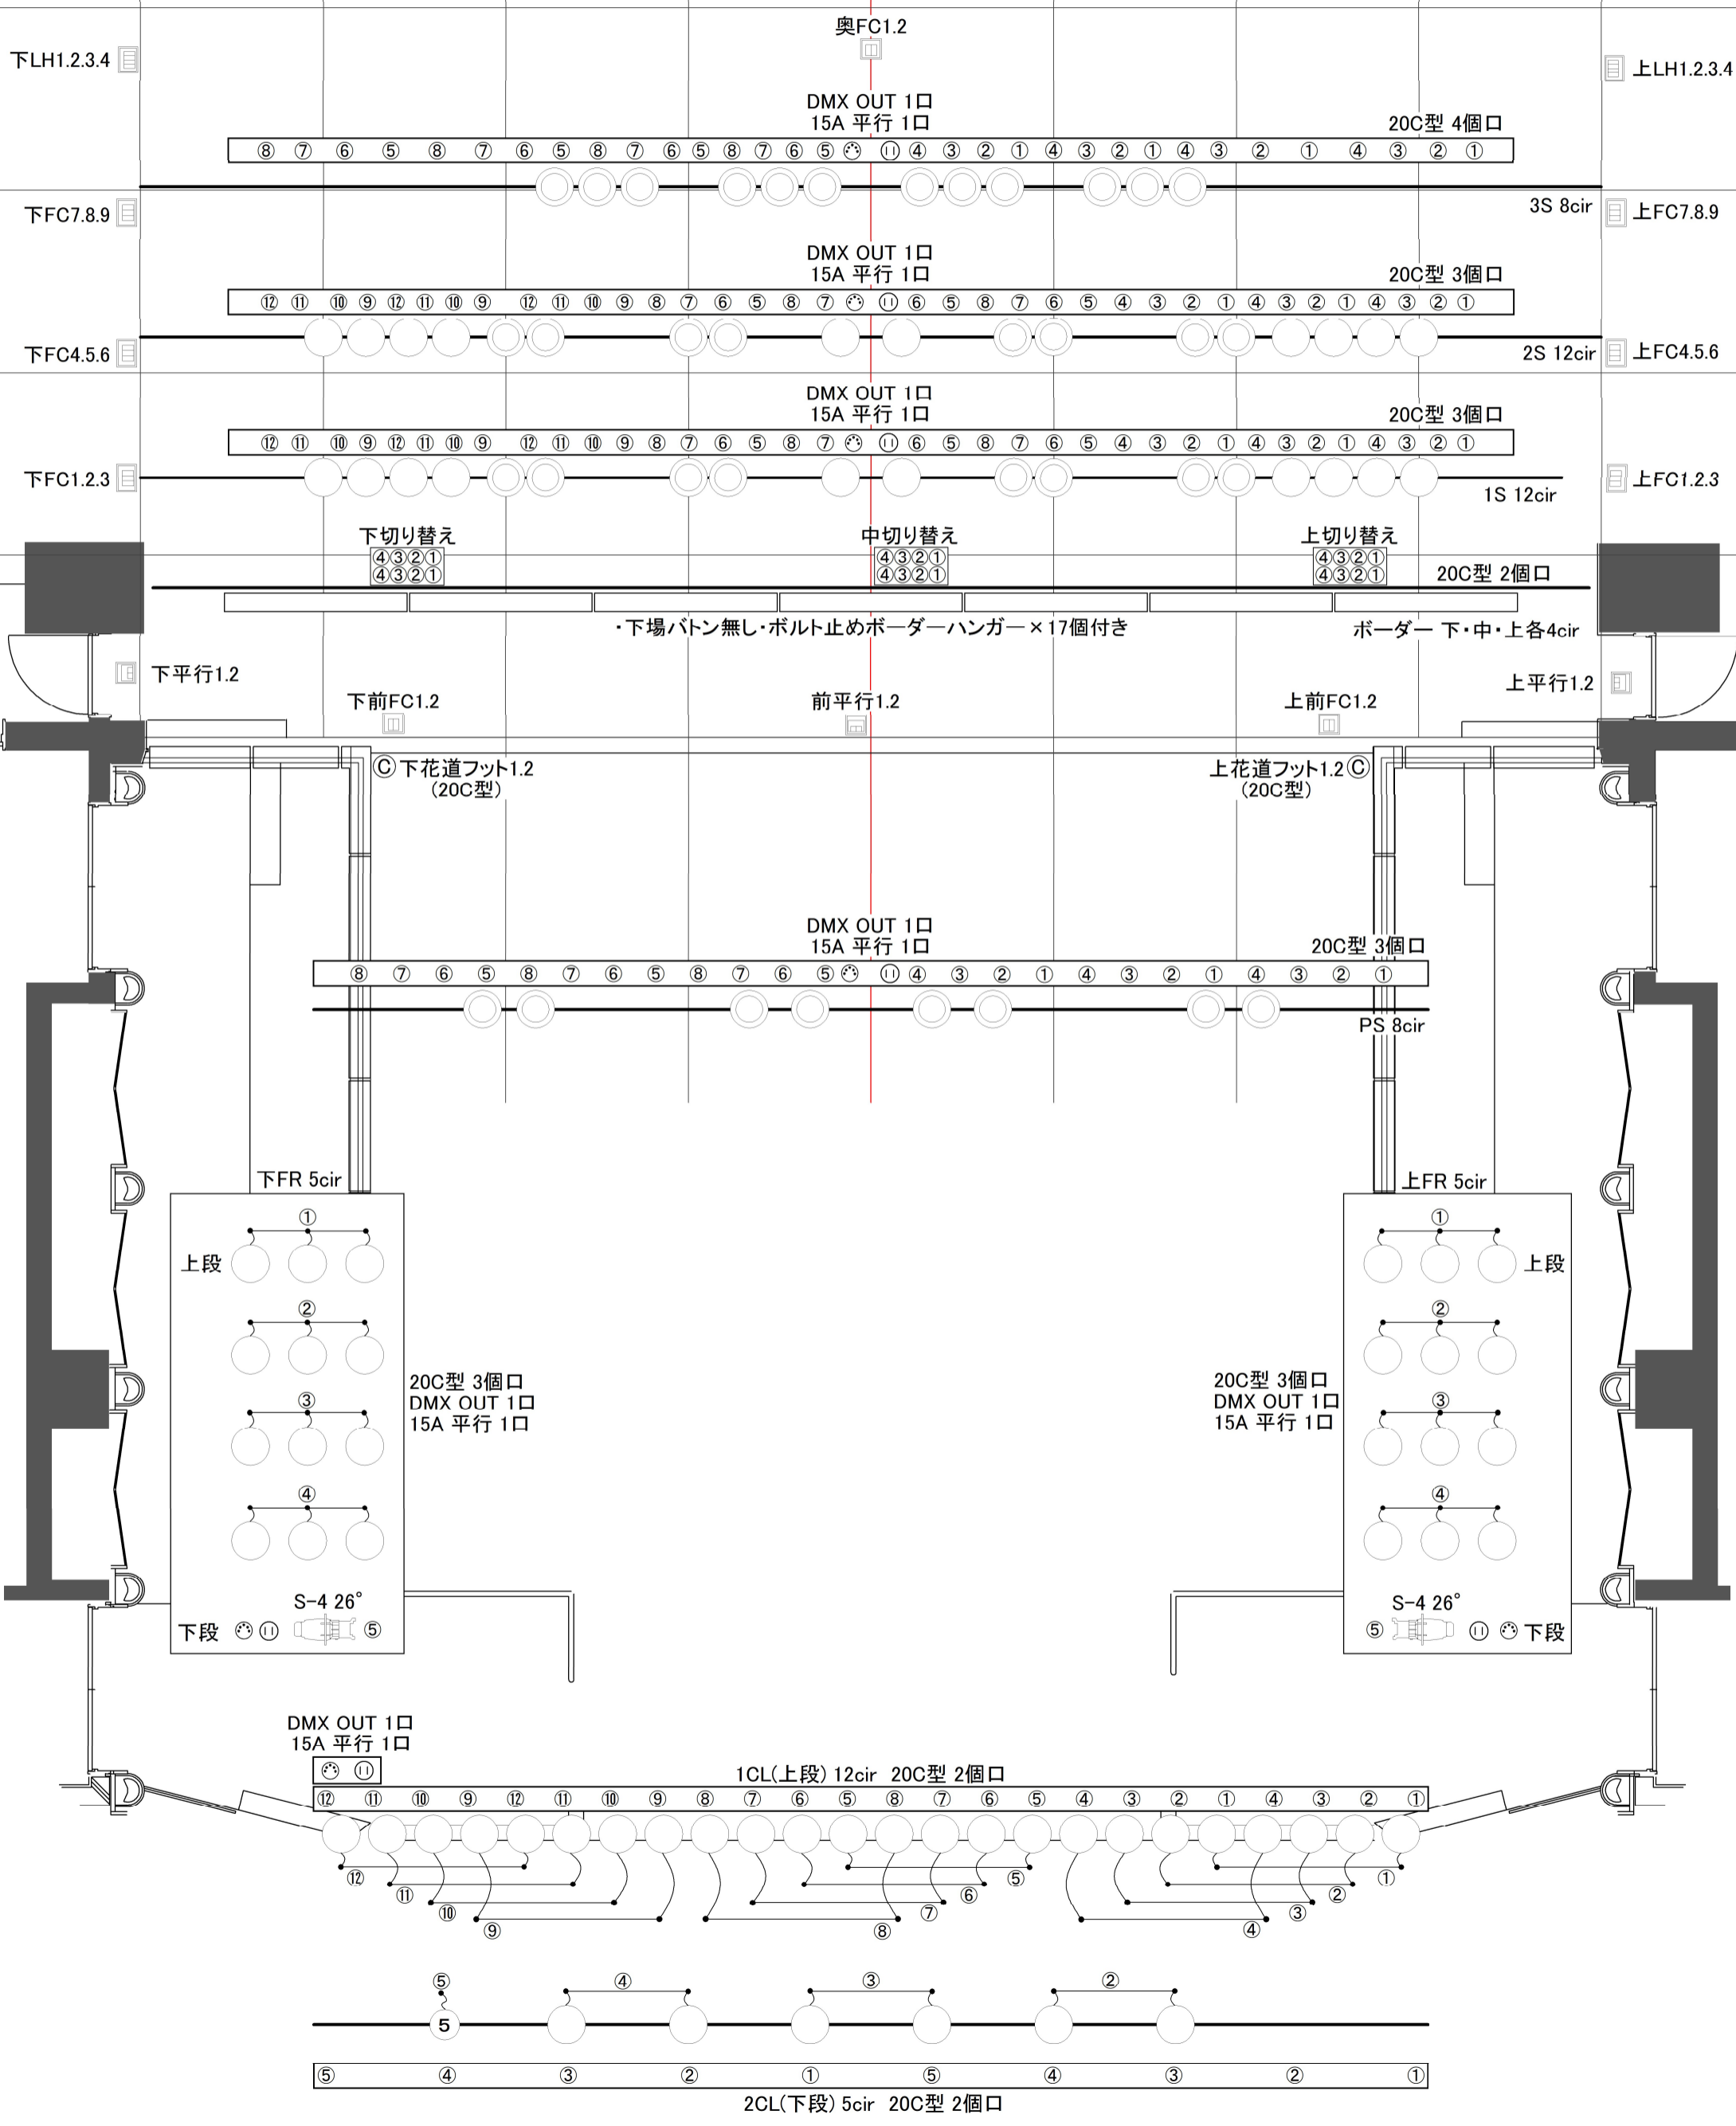 奥FC1.2
下LH1.2.3.4
上LH1.2.3.4
DMX OUT 1口
15A 平行 1口
20C型 4個口
⑧ ⑦ ⑥ ⑤ ⑧ ⑦ ⑥ ⑤ ⑧ ⑦ ⑥ ⑤ ⑧ ⑦ ⑥ ⑤ ④ ③ ② ① ④ ③ ② ① ④ ③ ② ① ④ ③ ② ①
3S 8cir
下FC7.8.9
上FC7.8.9
DMX OUT 1口
15A 平行 1口
20C型 3個口
⑫ ⑪ ⑩ ⑨ ⑫ ⑪ ⑩ ⑨ ⑫ ⑪ ⑩ ⑨ ⑧ ⑦ ⑥ ⑤ ⑧ ⑦ ⑥ ⑤ ⑧ ⑦ ⑥ ⑤ ④ ③ ② ① ④ ③ ② ① ④ ③ ② ①
2S 12cir
下FC4.5.6
上FC4.5.6
DMX OUT 1口
15A 平行 1口
20C型 3個口
⑫ ⑪ ⑩ ⑨ ⑫ ⑪ ⑩ ⑨ ⑫ ⑪ ⑩ ⑨ ⑧ ⑦ ⑥ ⑤ ⑧ ⑦ ⑥ ⑤ ⑧ ⑦ ⑥ ⑤ ④ ③ ② ① ④ ③ ② ① ④ ③ ② ①
下FC1.2.3
上FC1.2.3
1S 12cir
下切り替え
④③②①
④③②①
中切り替え
④③②①
④③②①
上切り替え
④③②①
④③②①
20C型 2個口
・下場バトン無し・ボルト止めボーダーハンガー×17個付き
ボーダー 下・中・上各4cir
下平行1.2
上平行1.2
下前FC1.2
前平行1.2
上前FC1.2
Ⓒ下花道フット1.2
(20C型)
上花道フット1.2Ⓒ
(20C型)
DMX OUT 1口
15A 平行 1口
20C型 3個口
⑧ ⑦ ⑥ ⑤ ⑧ ⑦ ⑥ ⑤ ⑧ ⑦ ⑥ ⑤ ④ ③ ② ① ④ ③ ② ① ④ ③ ② ①
PS 8cir
下FR 5cir
①
上段
②
③
④
20C型 3個口
DMX OUT 1口
15A 平行 1口
S-4 26°
下段
⑤
上FR 5cir
①
上段
②
③
④
20C型 3個口
DMX OUT 1口
15A 平行 1口
S-4 26°
⑤
下段
DMX OUT 1口
15A 平行 1口
1CL(上段) 12cir 20C型 2個口
⑫ ⑪ ⑩ ⑨ ⑫ ⑪ ⑩ ⑨ ⑧ ⑦ ⑥ ⑤ ⑧ ⑦ ⑥ ⑤ ④ ③ ② ① ④ ③ ② ①
⑫ ⑤ ①
⑪ ⑥ ②
⑩ ⑦ ③
⑨ ⑧ ④
⑤ ④ ③ ②
5
⑤ ④ ③ ② ① ⑤ ④ ③ ② ①
2CL(下段) 5cir 20C型 2個口